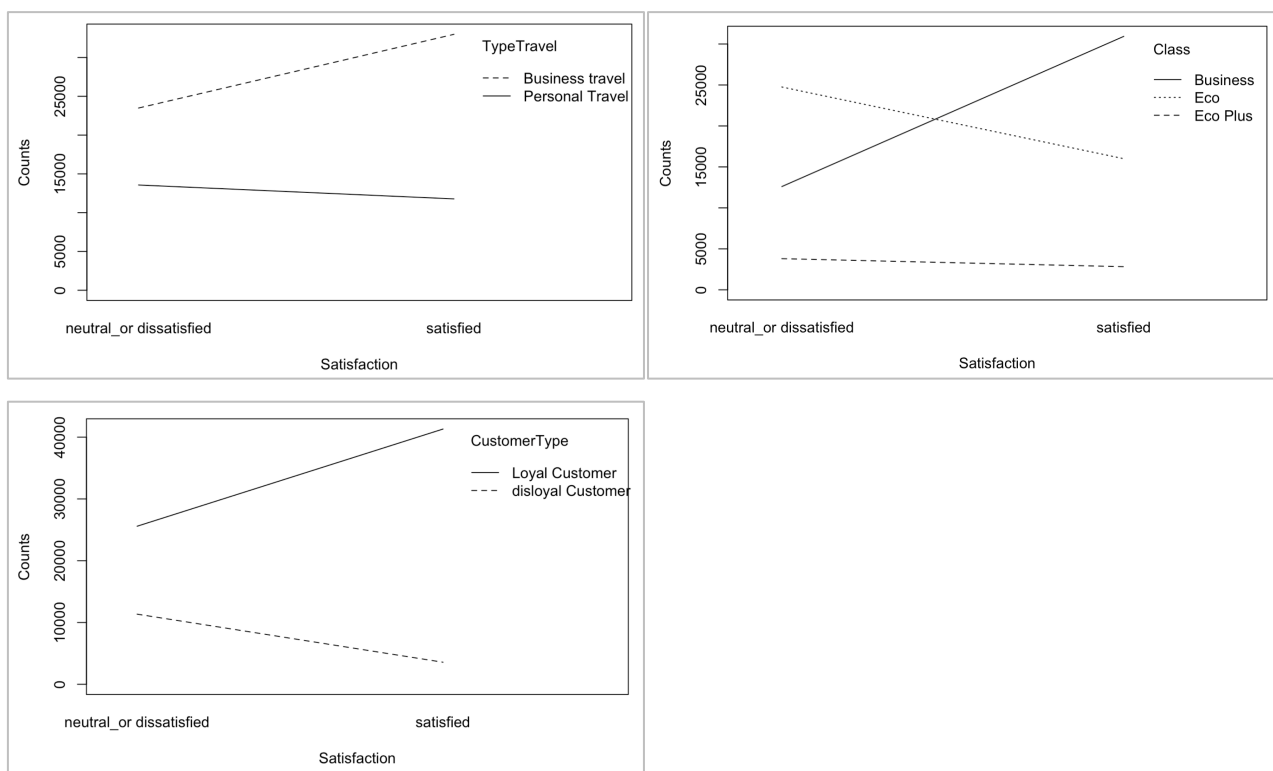 TypeTravel
Business travel
Personal Travel
Counts
25000
15000
5000
0
neutral_or dissatisfied
satisfied
Satisfaction
Class
Business
Eco
Eco Plus
Counts
25000
15000
5000
0
neutral_or dissatisfied
satisfied
Satisfaction
CustomerType
Loyal Customer
disloyal Customer
Counts
40000
30000
20000
10000
0
neutral_or dissatisfied
satisfied
Satisfaction